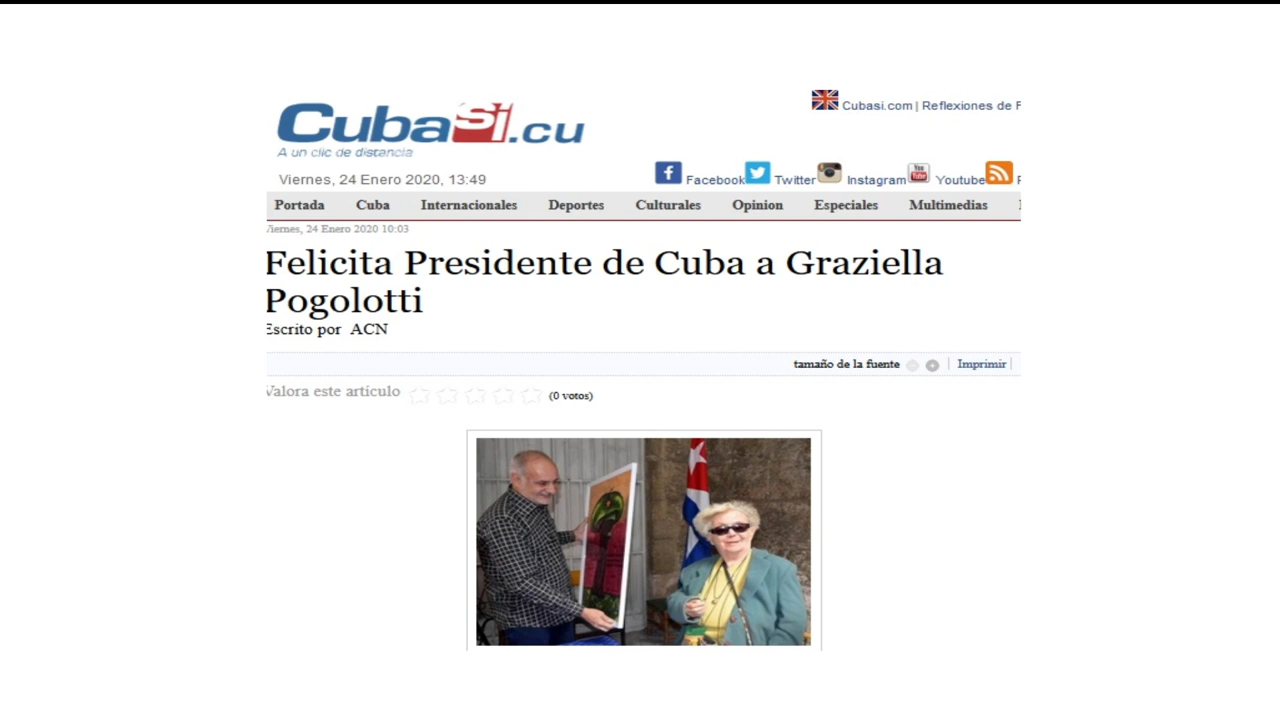 CubaSi.cu
A un clic de distancia
Cubasi.com | Reflexiones de F
Viernes, 24 Enero 2020, 13:49
Facebook Twitter Instagram Youtube
Portada Cuba Internacionales Deportes Culturales Opinion Especiales Multimedias
Viernes, 24 Enero 2020 10:03
Felicita Presidente de Cuba a Graziella
Pogolotti
Escrito por ACN
tamaño de la fuente Imprimir
Valora este artículo (0 votos)